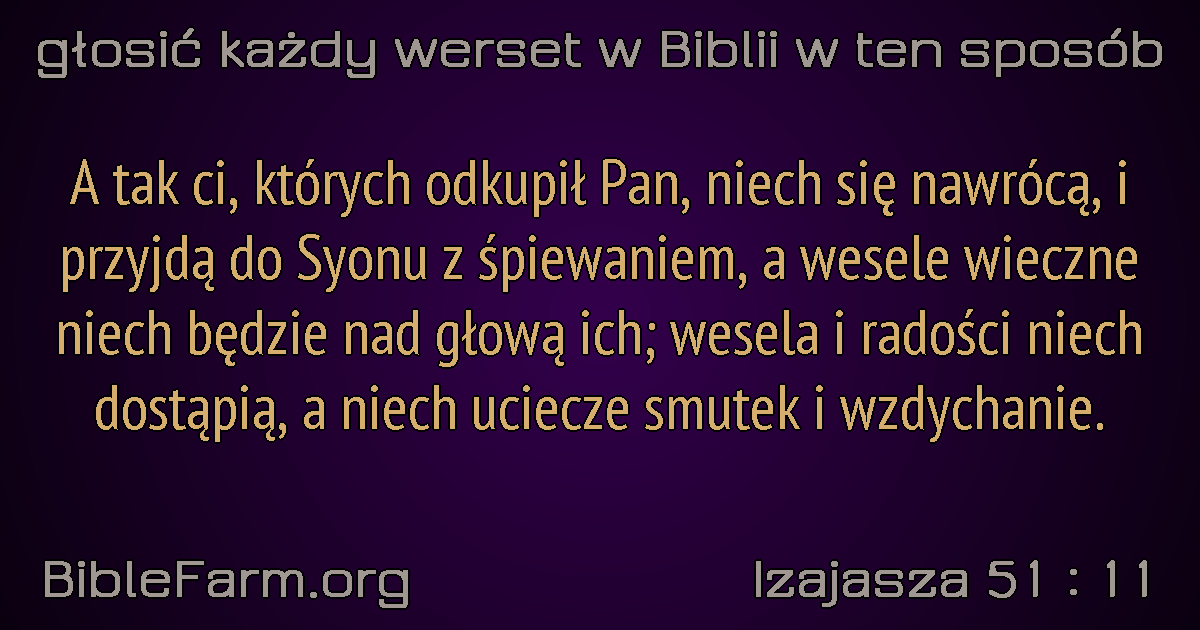 głosić każdy werset w Biblii w ten sposób
A tak ci, których odkupił Pan, niech się nawrócą, i
przyjdą do Syonu z śpiewaniem, a wesele wieczne
niech będzie nad głową ich; wesela i radości niech
dostąpią, a niech uciecze smutek i wzdychanie.
BibleFarm.org
Izajasza 51 : 11